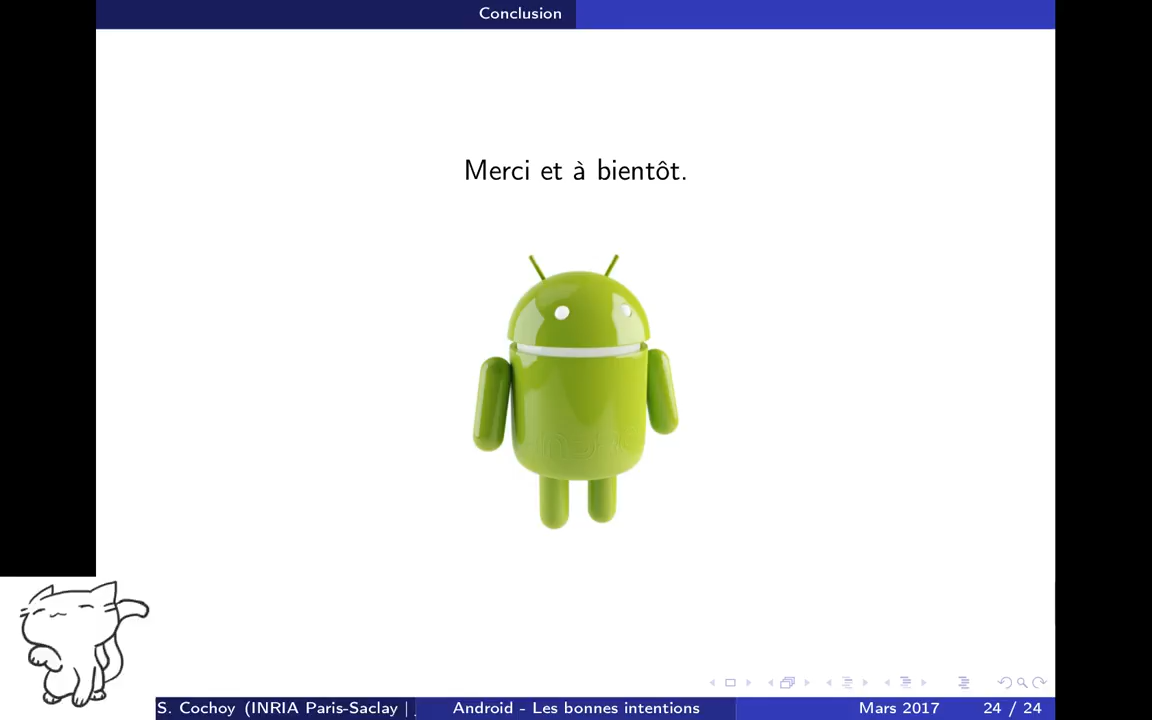 Conclusion
Merci et à bientôt.
S. Cochoy (INRIA Paris-Saclay |
Android - Les bonnes intentions
Mars 2017
24 / 24